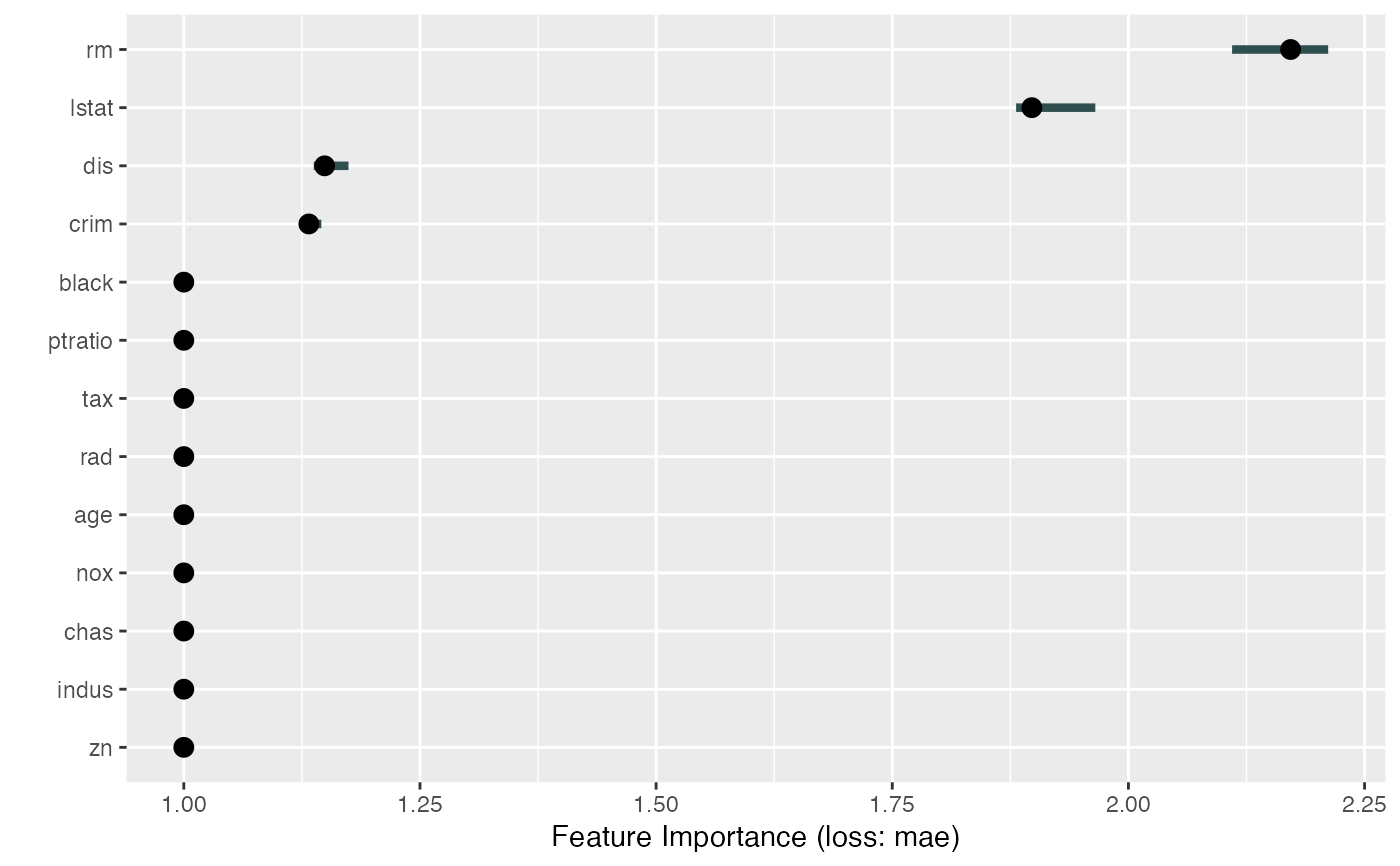 rm
lstat
dis
crim
black
ptratio
tax
rad
age
nox
chas
indus
zn
1.00 1.25 1.50 1.75 2.00 2.25
Feature Importance (loss: mae)